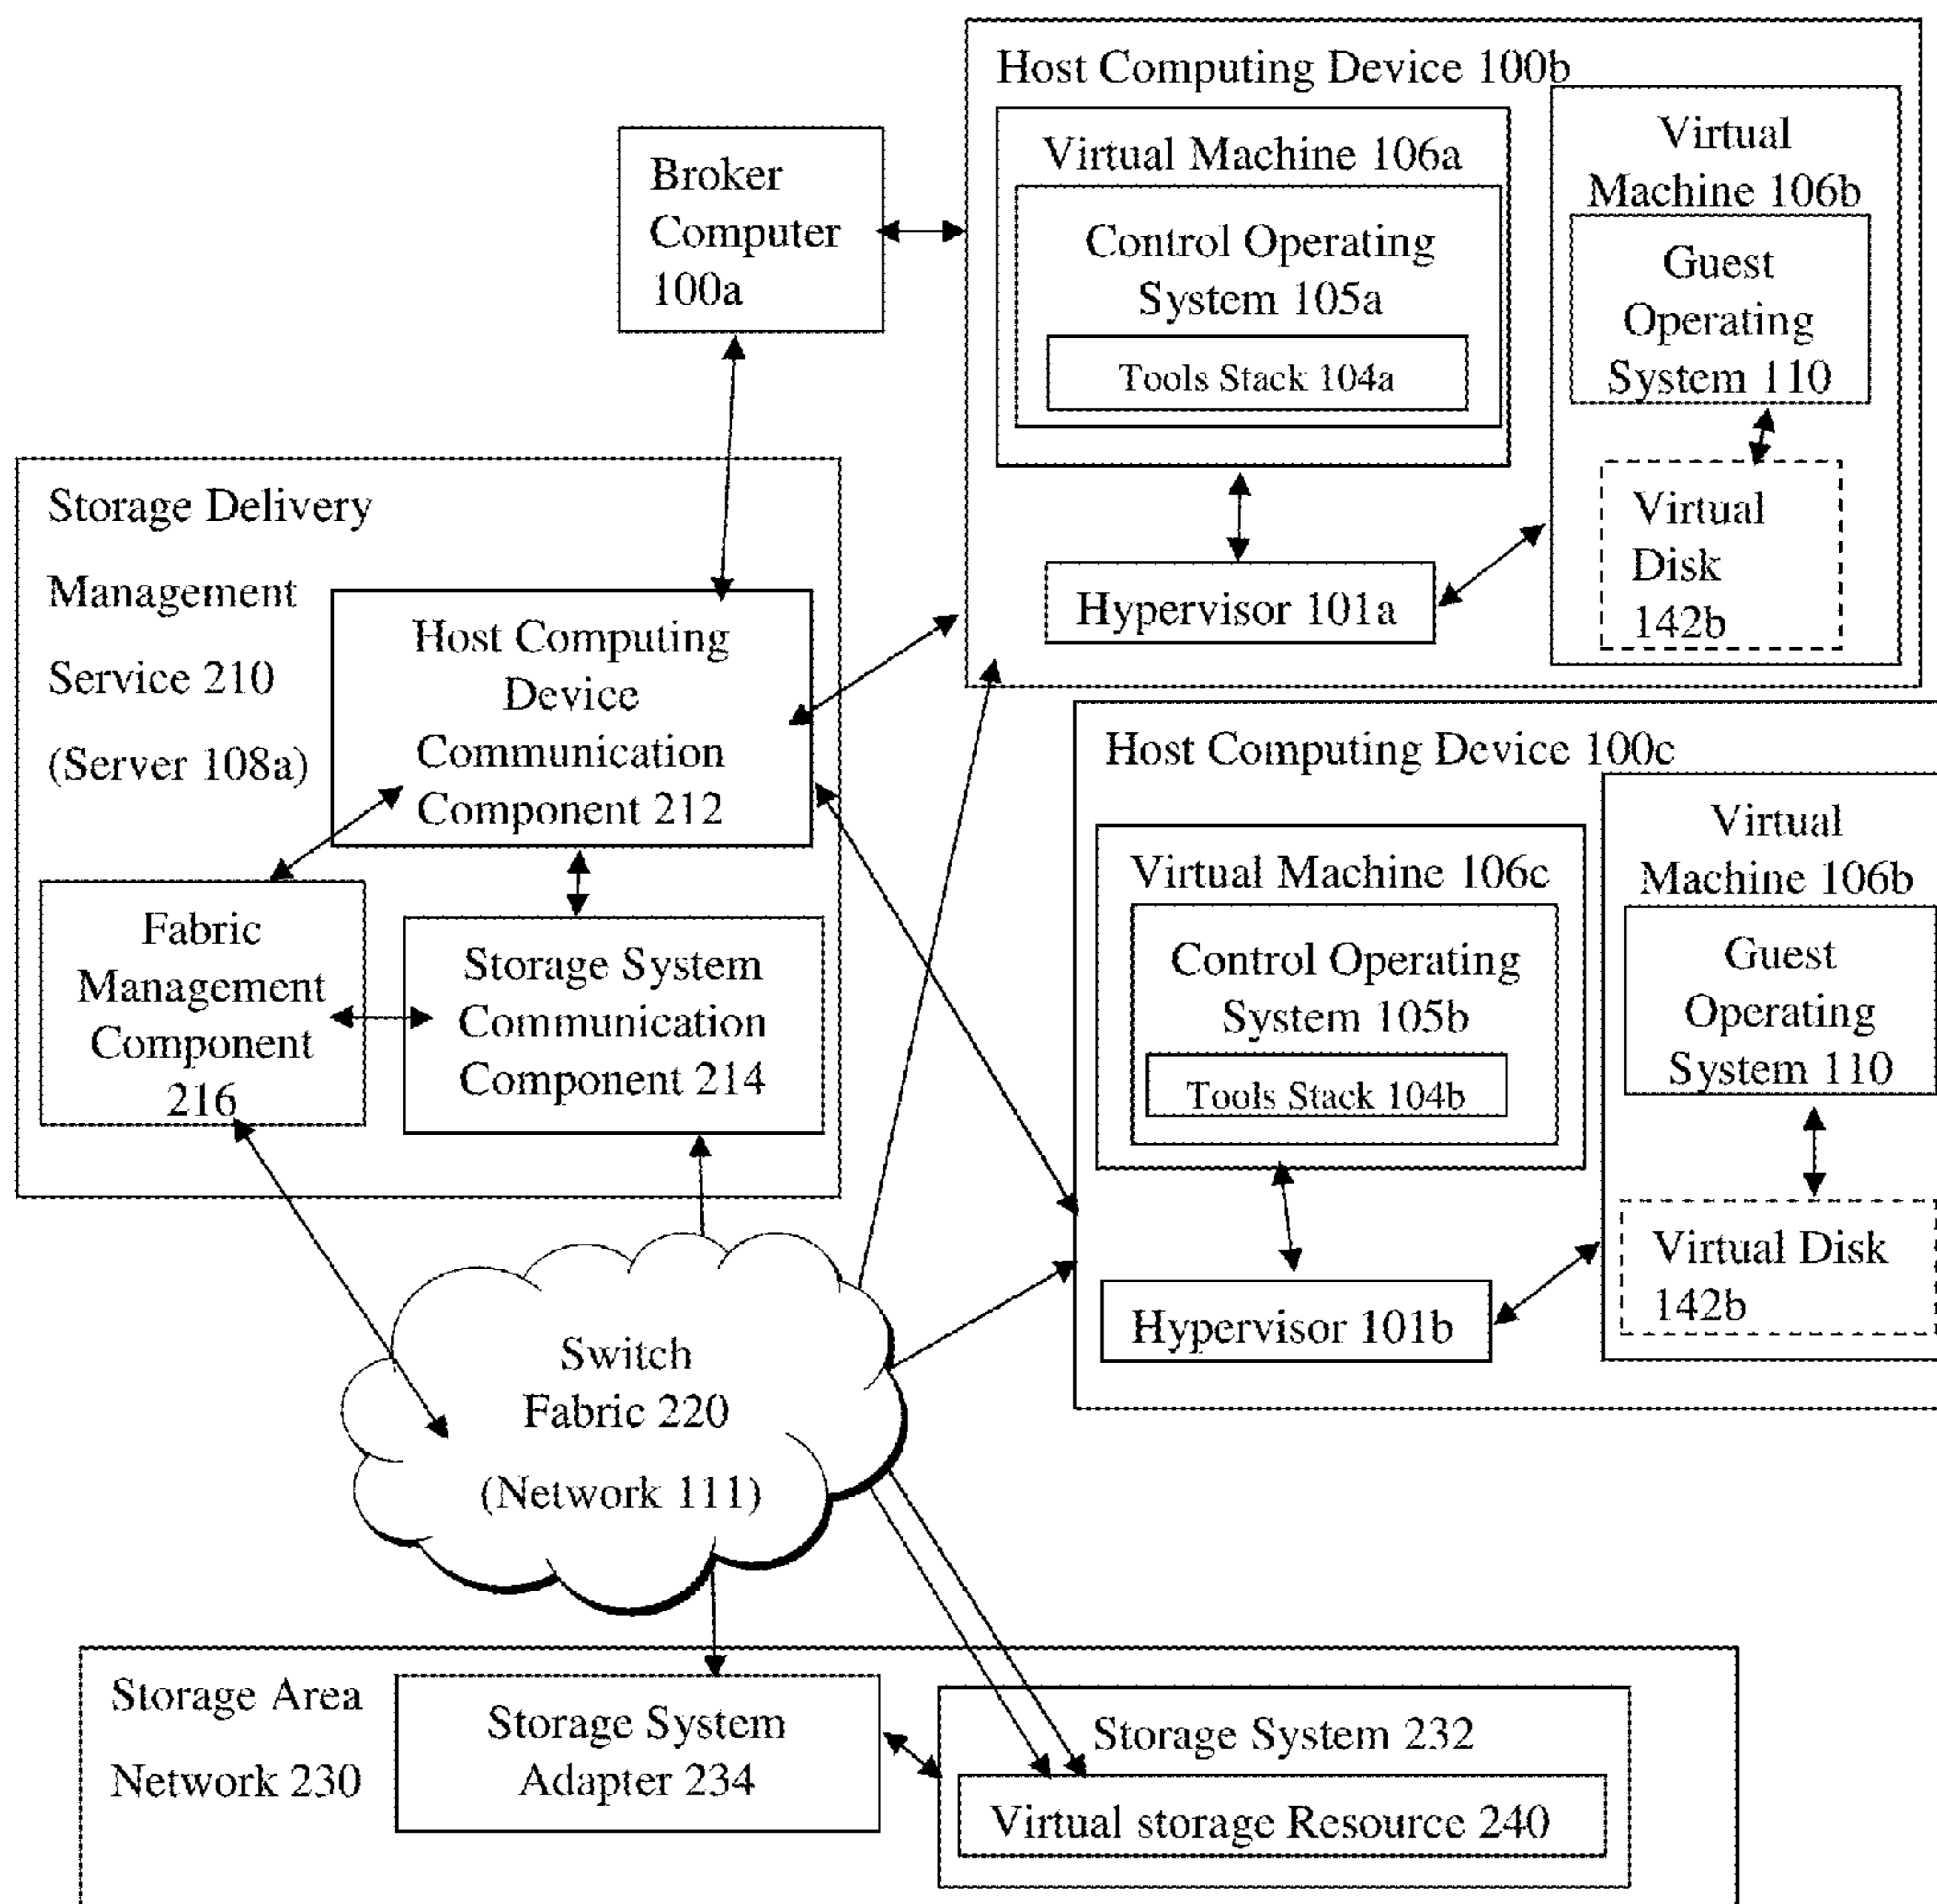 Host Computing Device 100b
Virtual Machine 106a
Control Operating
System 105a
Tools Stack 104a
Virtual
Machine 106b
Guest
Operating
System 110
Virtual
Disk
142b
Hypervisor 101a
Broker
Computer
100a
Storage Delivery
Management
Service 210
(Server 108a)
Host Computing
Device
Communication
Component 212
Fabric
Management
Component
216
Storage System
Communication
Component 214
Host Computing Device 100c
Virtual Machine 106c
Control Operating
System 105b
Tools Stack 104b
Virtual
Machine 106b
Guest
Operating
System 110
Virtual Disk
142b
Hypervisor 101b
Switch
Fabric 220
(Network 111)
Storage Area
Network 230
Storage System
Adapter 234
Storage System 232
Virtual storage Resource 240